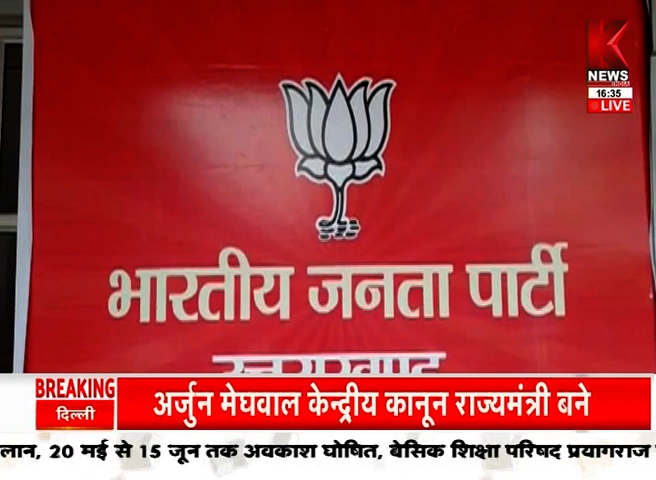 K
NEWS
16:35
LIVE
भारतीय जनता पार्टी
BREAKING
दिल्ली
अर्जुन मेघवाल केन्द्रीय कानून राज्यमंत्री बने
लान, 20 मई से 15 जून तक अवकाश घोषित, बेसिक शिक्षा परिषद प्रयागराज